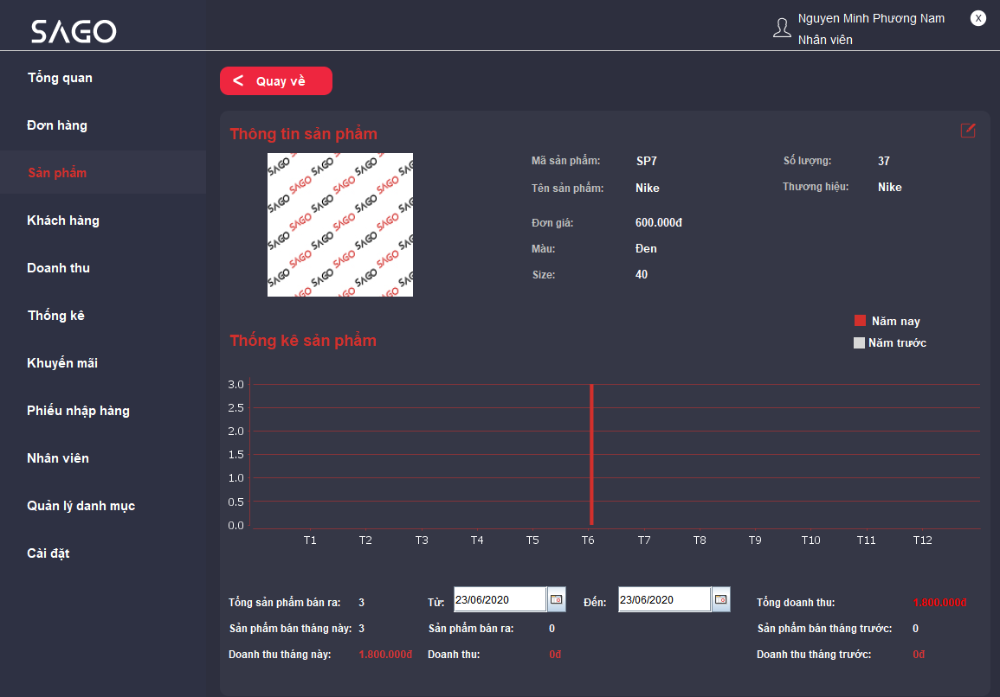 SAGO
Nguyen Minh Phương Nam
X
Nhân viên
Tổng quan
Đơn hàng
Sản phẩm
Khách hàng
Doanh thu
Thống kê
Khuyến mãi
Phiếu nhập hàng
Nhân viên
Quản lý danh mục
Cài đặt
< Quay về
Thông tin sản phẩm
SAGO SAGO SAGO SAGO
Mã sản phẩm: SP7
Số lượng: 37
Tên sản phẩm: Nike
Thương hiệu: Nike
Đơn giá: 600.000đ
Màu: Đen
Size: 40
Năm nay
Năm trước
Thống kê sản phẩm
3.0
2.5
2.0
1.5
1.0
0.5
0.0
T1 T2 T3 T4 T5 T6 T7 T8 T9 T10 T11 T12
Tổng sản phẩm bán ra: 3
Từ: 23/06/2020 Đến: 23/06/2020
Tổng doanh thu: 1.800.000đ
Sản phẩm bán tháng này: 3
Sản phẩm bán ra: 0
Sản phẩm bán tháng trước: 0
Doanh thu tháng này: 1.800.000đ
Doanh thu: 0đ
Doanh thu tháng trước: 0đ